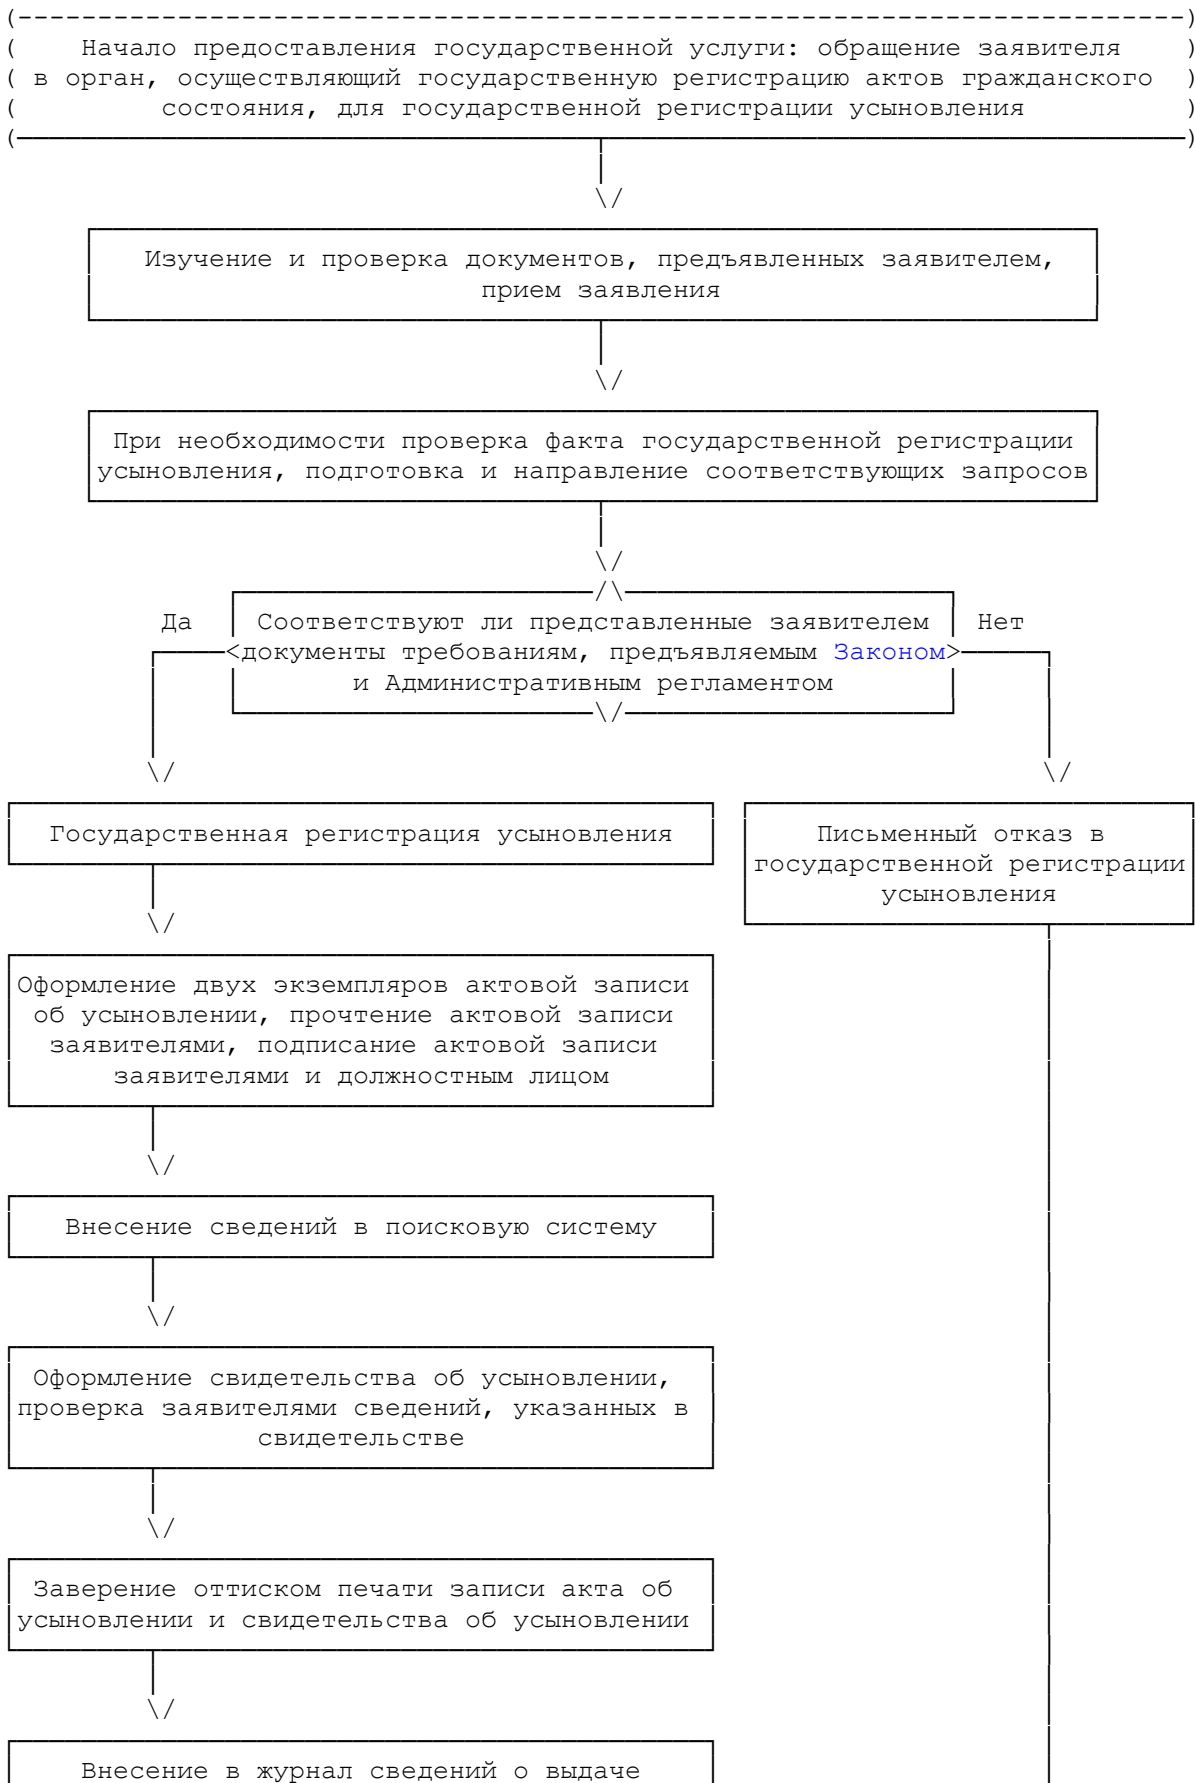 Начало предоставления государственной услуги: обращение заявителя
в орган, осуществляющий государственную регистрацию актов гражданского
состояния, для государственной регистрации усыновления
Изучение и проверка документов, предъявленных заявителем,
прием заявления
При необходимости проверка факта государственной регистрации
усыновления, подготовка и направление соответствующих запросов
Да
Соответствуют ли представленные заявителем
Нет
документы требованиям, предъявляемым Законом
и Административным регламентом
Государственная регистрация усыновления
Письменный отказ в
государственной регистрации
усыновления
Оформление двух экземпляров актовой записи
об усыновлении, прочтение актовой записи
заявителями, подписание актовой записи
заявителями и должностным лицом
Внесение сведений в поисковую систему
Оформление свидетельства об усыновлении,
проверка заявителями сведений, указанных в
свидетельстве
Заверение оттиском печати записи акта об
усыновлении и свидетельства об усыновлении
Внесение в журнал сведений о выдаче